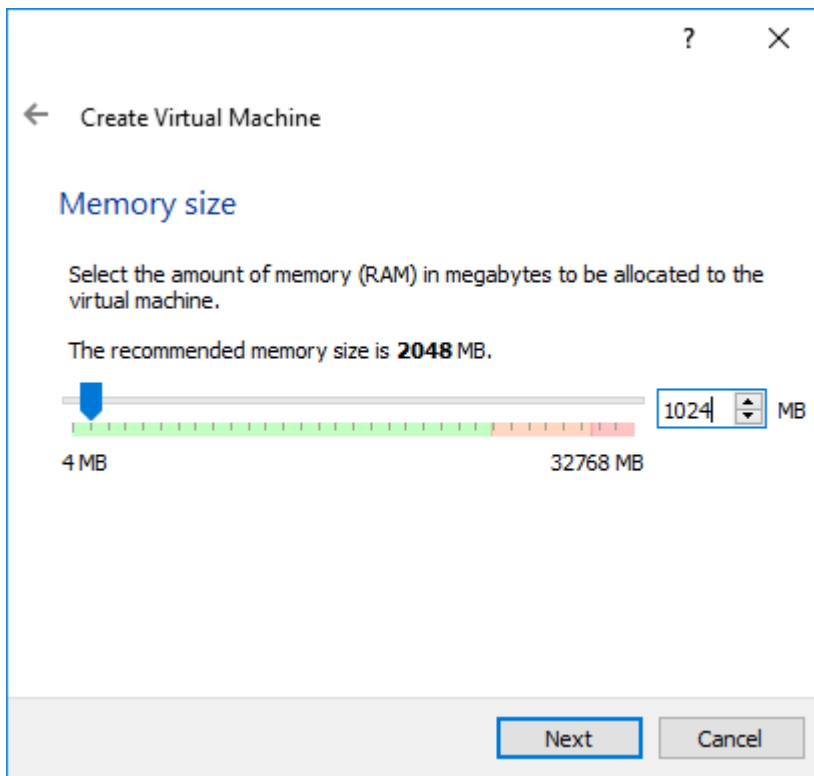 ?
Create Virtual Machine
Memory size
Select the amount of memory (RAM) in megabytes to be allocated to the
virtual machine.
The recommended memory size is 2048 MB.
1024 MB
4 MB 32768 MB
Next Cancel